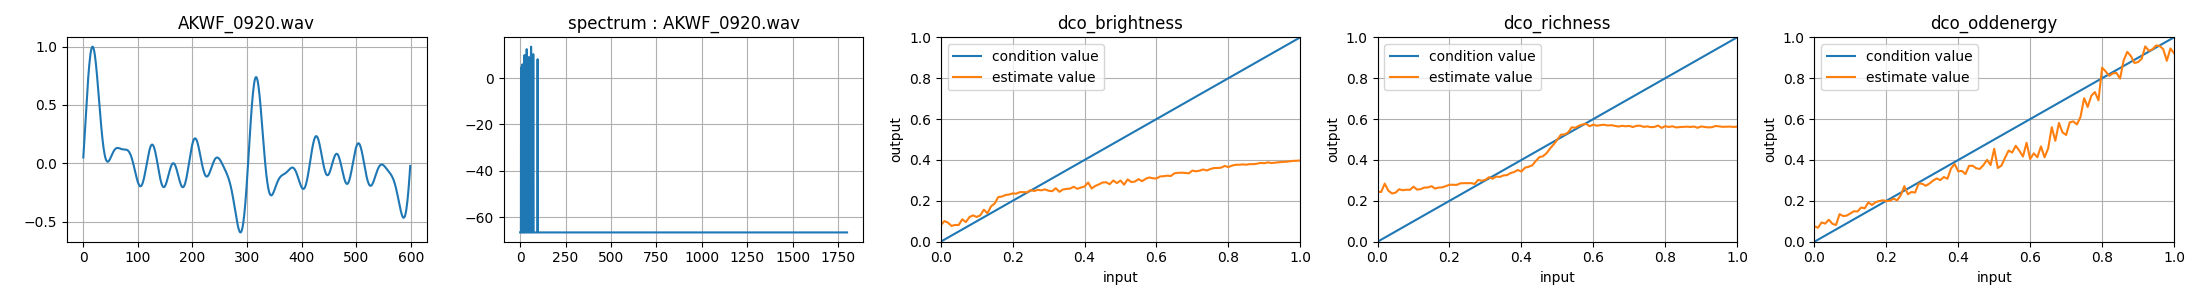 AKWF_0920.wav
1.0
0.5
0.0
−0.5
0 100 200 300 400 500 600
spectrum : AKWF_0920.wav
0
−20
−40
−60
0 250 500 750 1000 1250 1500 1750
dco_brightness
condition value
estimate value
output
1.0
0.8
0.6
0.4
0.2
0.0
0.0 0.2 0.4 0.6 0.8 1.0
input
dco_richness
condition value
estimate value
output
1.0
0.8
0.6
0.4
0.2
0.0
0.0 0.2 0.4 0.6 0.8 1.0
input
dco_oddenergy
condition value
estimate value
output
1.0
0.8
0.6
0.4
0.2
0.0
0.0 0.2 0.4 0.6 0.8 1.0
input